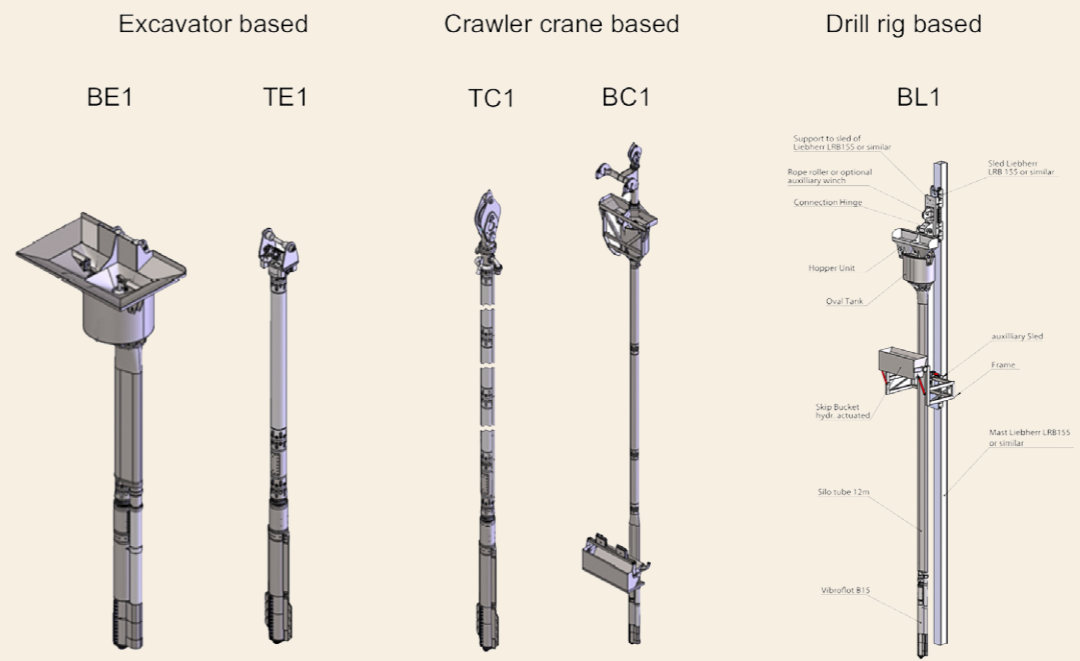 Excavator based
Crawler crane based
Drill rig based
BE1
TE1
TC1
BC1
BL1
Support to sled of
Liebherr LRB155 or similar
Sled Liebherr
LRB 155 or similar
Rope roller or optional
auxilliary winch
Connection Hinge
Hopper Unit
Oval Tank
auxilliary Sled
Frame
Skip Bucket
hydr. actuated
Mast Liebherr LRB155
or similar
Silo tube 12m
Vibroflot B15